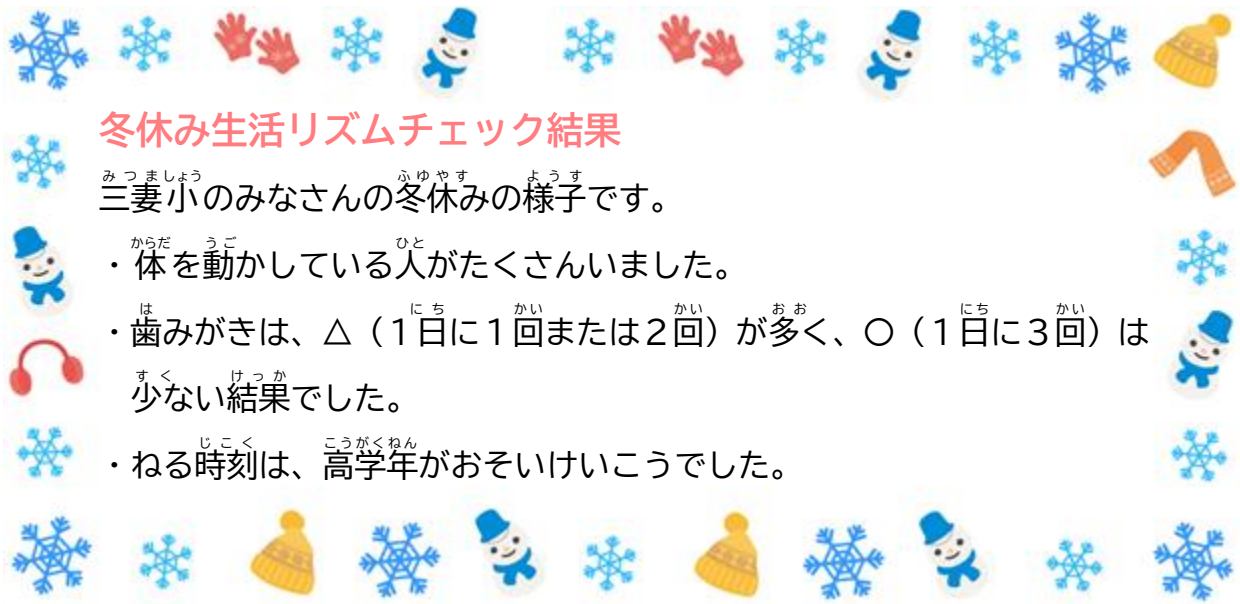 冬休み生活リズムチェック結果
三妻小のみなさんの冬休みの様子です。
・体を動かしている人がたくさんいました。
・歯みがきは、△（１日に１回または２回）が多く、〇（１日に３回）は
少ない結果でした。
・ねる時刻は、高学年がおそいけいこうでした。